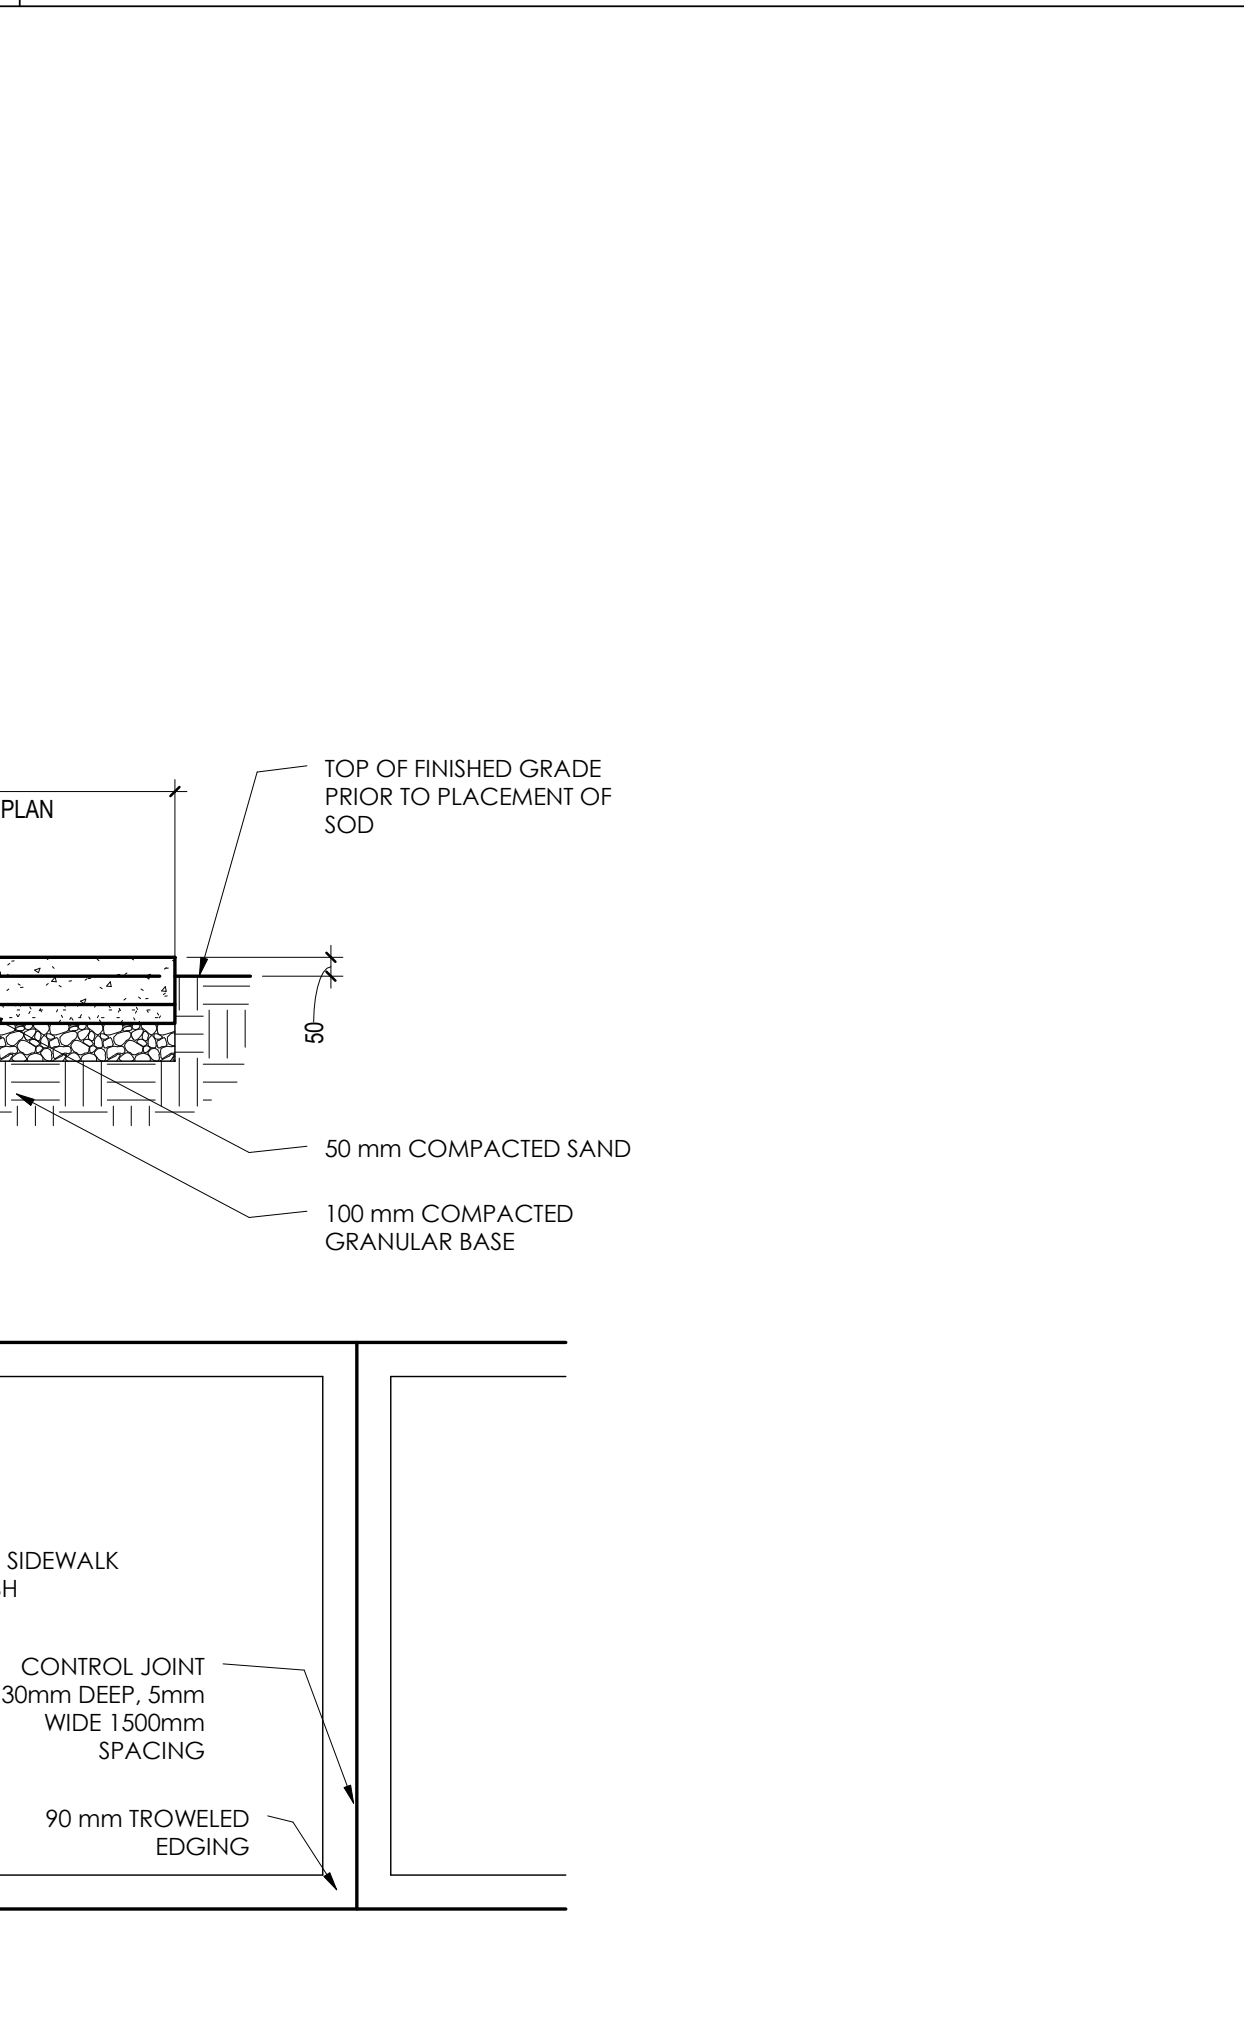 TOP OF FINISHED GRADE
PRIOR TO PLACEMENT OF
SOD
PLAN
50
50 mm COMPACTED SAND
100 mm COMPACTED
GRANULAR BASE
SIDEWALK
SH
CONTROL JOINT
30mm DEEP, 5mm
WIDE 1500mm
SPACING
90 mm TROWELED
EDGING